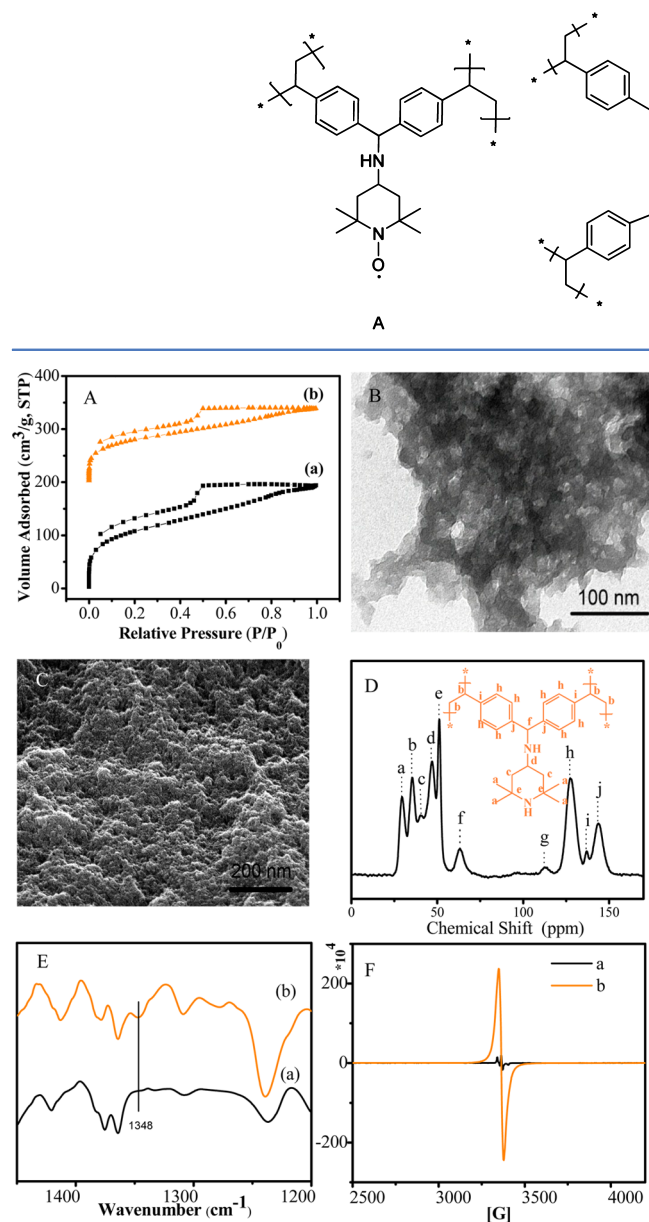 * *
* *
HN
N
O
•
* *
* *
A
A
(b)
(a)
Volume Adsorbed (cm³/g, STP)
400
300
200
100
0
0.0 0.2 0.4 0.6 0.8 1.0
Relative Pressure (P/P₀)
B
100 nm
C
200 nm
D
a b c d e f g h i j
* *
b b b b
* *
i h h h h i
h h
j h f h j
NH
d
c c
a e e a
a N a
H
0 50 100 150
Chemical Shift (ppm)
E
(b)
(a)
1348
1400 1300 1200
Wavenumber (cm⁻¹)
F
a
b
*10⁴
200
0
-200
2500 3000 3500 4000
[G]